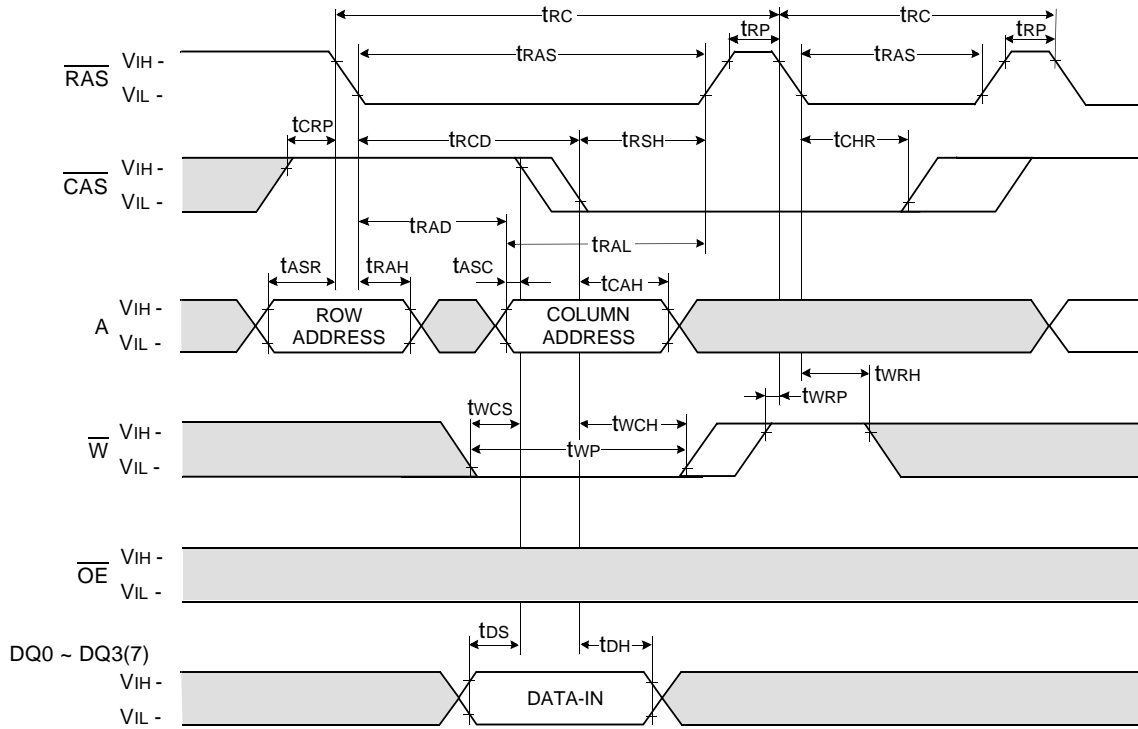 tRC tRC
tRP tRP
tRAS tRAS
RAS VIH -
VIL -
tCRP tRCD tRSH tCHR
CAS VIH -
VIL -
tRAD tRAL
tASR tRAH tASC tCAH
A VIH -
VIL -
ROW
ADDRESS
COLUMN
ADDRESS
tWRH
tWRP
tWCS tWCH
tWP
W VIH -
VIL -
OE VIH -
VIL -
tDS tDH
DQ0 ~ DQ3(7)
VIH -
VIL -
DATA-IN